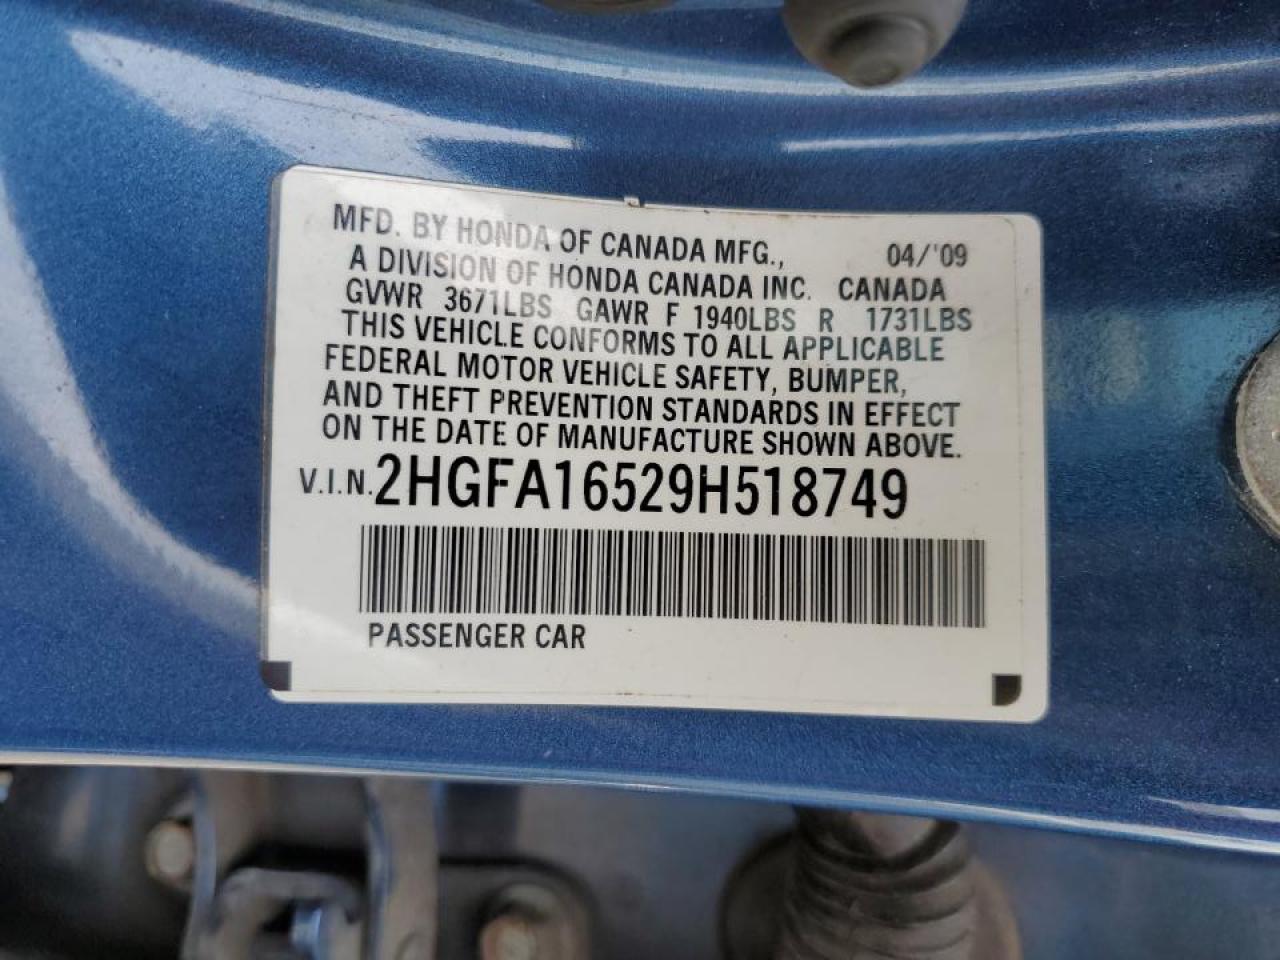 MFD. BY HONDA OF CANADA MFG., 04/'09
A DIVISION OF HONDA CANADA INC. CANADA
GVWR 3671LBS GAWR F 1940LBS R 1731LBS
THIS VEHICLE CONFORMS TO ALL APPLICABLE
FEDERAL MOTOR VEHICLE SAFETY, BUMPER,
AND THEFT PREVENTION STANDARDS IN EFFECT
ON THE DATE OF MANUFACTURE SHOWN ABOVE.
V.I.N. 2HGFA16529H518749
PASSENGER CAR